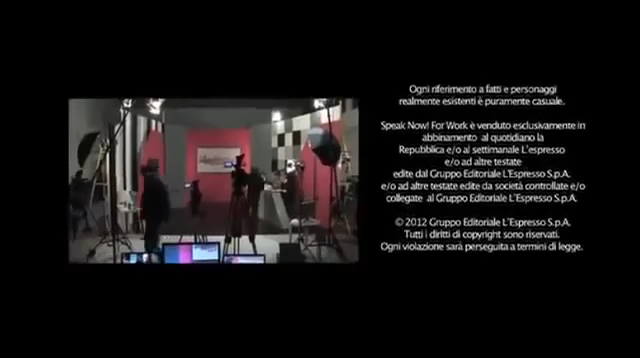 Ogni riferimento a fatti e personaggi
realmente esistenti è puramente casuale.
Speak Now! For Work è venduto esclusivamente in
abbinamento al quotidiano la
Repubblica e/o al settimanale L'espresso
e/o ad altre testate
edite dal Gruppo Editoriale L'Espresso S.p.A.
e/o ad altre testate edite da società controllate e/o
collegate al Gruppo Editoriale L'Espresso S.p.A.
© 2012 Gruppo Editoriale L'Espresso S.p.A.
Tutti i diritti di copyright sono riservati.
Ogni violazione sarà perseguita a termini di legge.